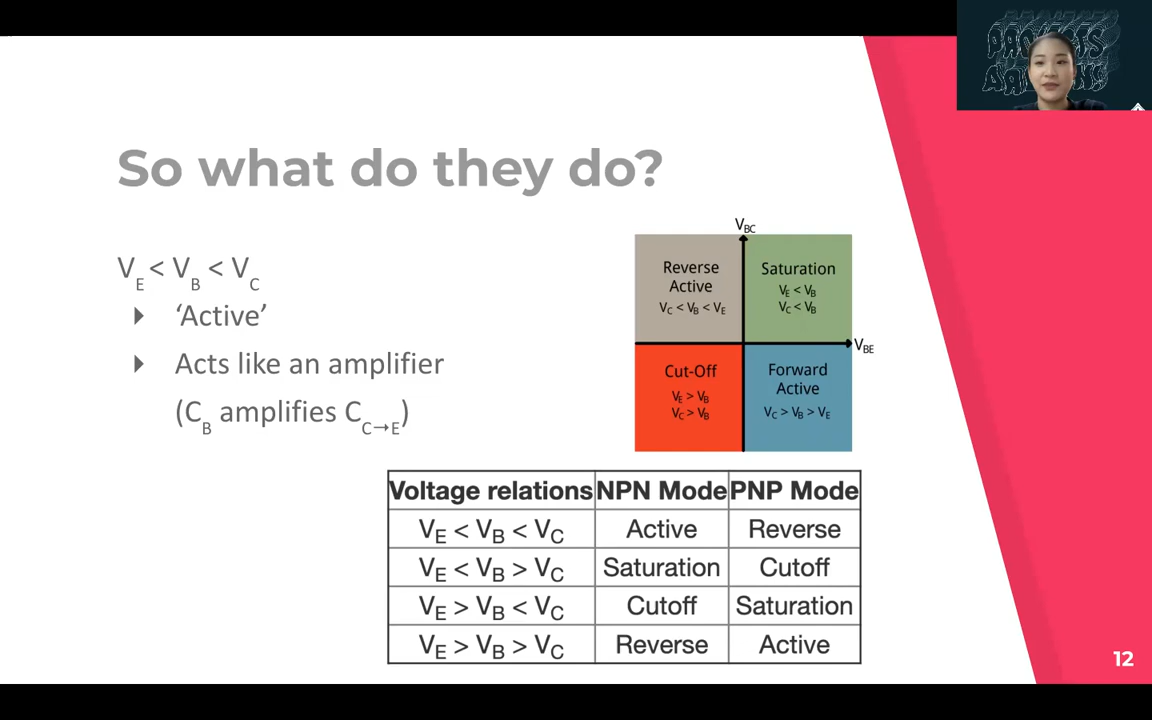 So what do they do?
V_E < V_B < V_C
‘Active’
Acts like an amplifier
(C_B amplifies C_C→E)
V_BC
Reverse
Active
V_C < V_B < V_E
Saturation
V_E < V_B
V_C < V_B
V_BE
Cut-Off
V_E > V_B
V_C > V_B
Forward
Active
V_C > V_B > V_E
Voltage relations NPN Mode PNP Mode
V_E < V_B < V_C Active Reverse
V_E < V_B > V_C Saturation Cutoff
V_E > V_B < V_C Cutoff Saturation
V_E > V_B > V_C Reverse Active
12